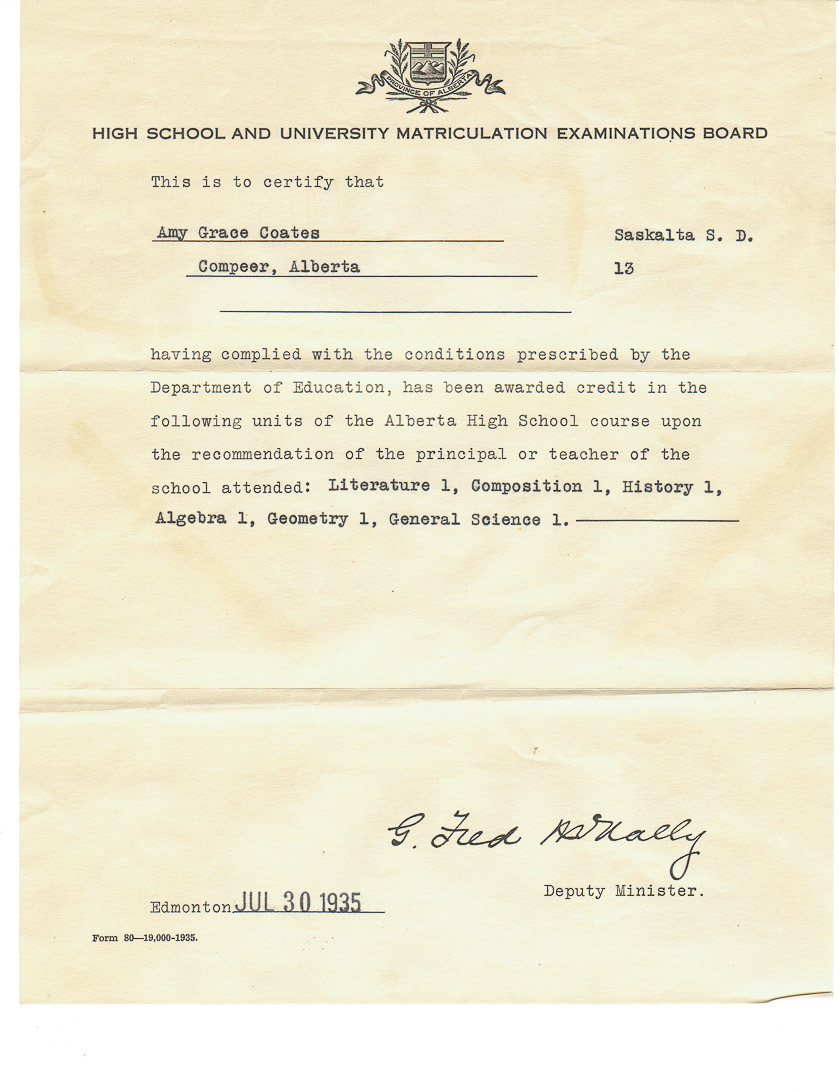 PROVINCE OF ALBERTA
HIGH SCHOOL AND UNIVERSITY MATRICULATION EXAMINATIONS BOARD
This is to certify that
Amy Grace Coates Saskalta S. D.
Compeer, Alberta 13
having complied with the conditions prescribed by the
Department of Education, has been awarded credit in the
following units of the Alberta High School course upon
the recommendation of the principal or teacher of the
school attended: Literature 1, Composition 1, History 1,
Algebra 1, Geometry 1, General Science 1.
G. Fred McNally
Deputy Minister.
Edmonton JUL 30 1935
Form 80—19,000-1935.